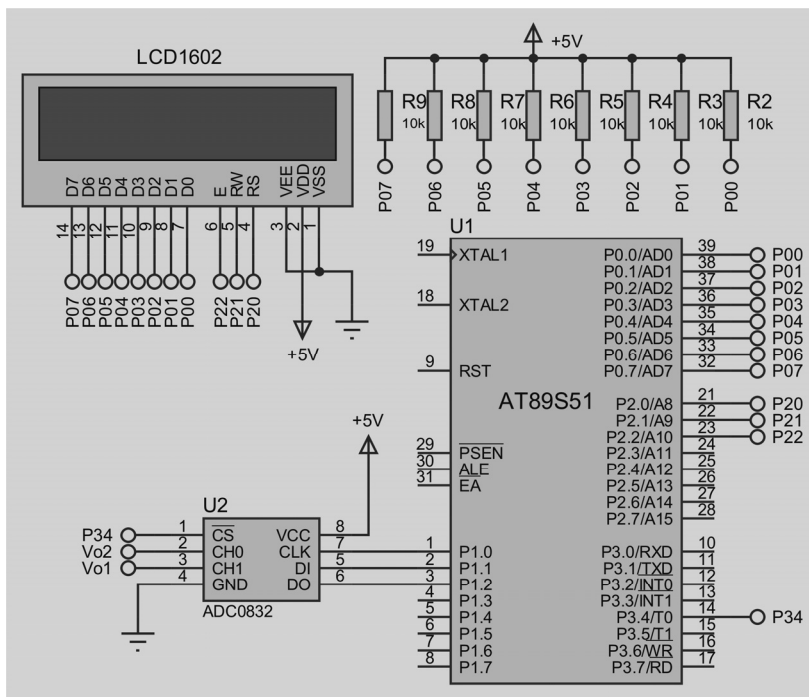 LCD1602
D7 D6 D5 D4 D3 D2 D1 D0 E RW RS VEE VDD VSS
14 13 12 11 10 9 8 7 6 5 4 3 2 1
P07 P06 P05 P04 P03 P02 P01 P00 P22 P21 P20
+5V
+5V
R9 R8 R7 R6 R5 R4 R3 R2
10k 10k 10k 10k 10k 10k 10k 10k
P07 P06 P05 P04 P03 P02 P01 P00
U1
AT89S51
19 XTAL1
18 XTAL2
9 RST
29 PSEN
30 ALE
31 EA
1 P1.0
2 P1.1
3 P1.2
4 P1.3
5 P1.4
6 P1.5
7 P1.6
8 P1.7
P0.0/AD0 39 P00
P0.1/AD1 38 P01
P0.2/AD2 37 P02
P0.3/AD3 36 P03
P0.4/AD4 35 P04
P0.5/AD5 34 P05
P0.6/AD6 33 P06
P0.7/AD7 32 P07
P2.0/A8 21 P20
P2.1/A9 22 P21
P2.2/A10 23 P22
P2.3/A11 24
P2.4/A12 25
P2.5/A13 26
P2.6/A14 27
P2.7/A15 28
P3.0/RXD 10
P3.1/TXD 11
P3.2/INT0 12
P3.3/INT1 13
P3.4/T0 14 P34
P3.5/T1 15
P3.6/WR 16
P3.7/RD 17
+5V
U2
P34 1 CS VCC 8
Vo2 2 CH0 CLK 7
Vo1 3 CH1 DI 5
4 GND DO 6
ADC0832